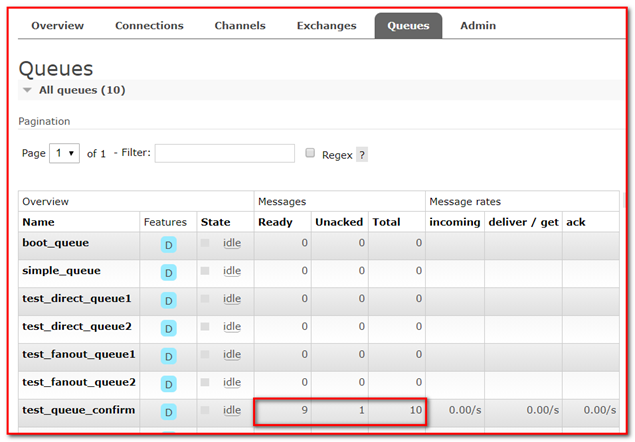 Overview Connections Channels Exchanges Queues Admin
Queues
All queues (10)
Pagination
Page 1 of 1 - Filter: Regex ?
Overview Messages Message rates
Name Features State Ready Unacked Total incoming deliver / get ack
boot_queue D idle 0 0 0
simple_queue D idle 0 0 0
test_direct_queue1 D idle 0 0 0
test_direct_queue2 D idle 0 0 0
test_fanout_queue1 D idle 0 0 0
test_fanout_queue2 D idle 0 0 0
test_queue_confirm D idle 9 1 10 0.00/s 0.00/s 0.00/s